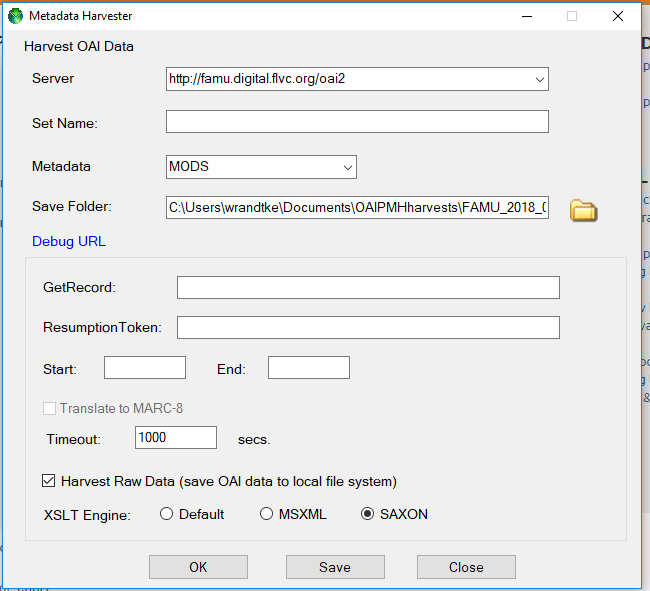 Metadata Harvester
Harvest OAI Data
Server http://famu.digital.flvc.org/oai2
Set Name:
Metadata MODS
Save Folder: C:\Users\wrandtke\Documents\OAIPMHharvests\FAMU_2018_0
Debug URL
GetRecord:
ResumptionToken:
Start: End:
Translate to MARC-8
Timeout: 1000 secs.
Harvest Raw Data (save OAI data to local file system)
XSLT Engine: Default MSXML SAXON
OK Save Close